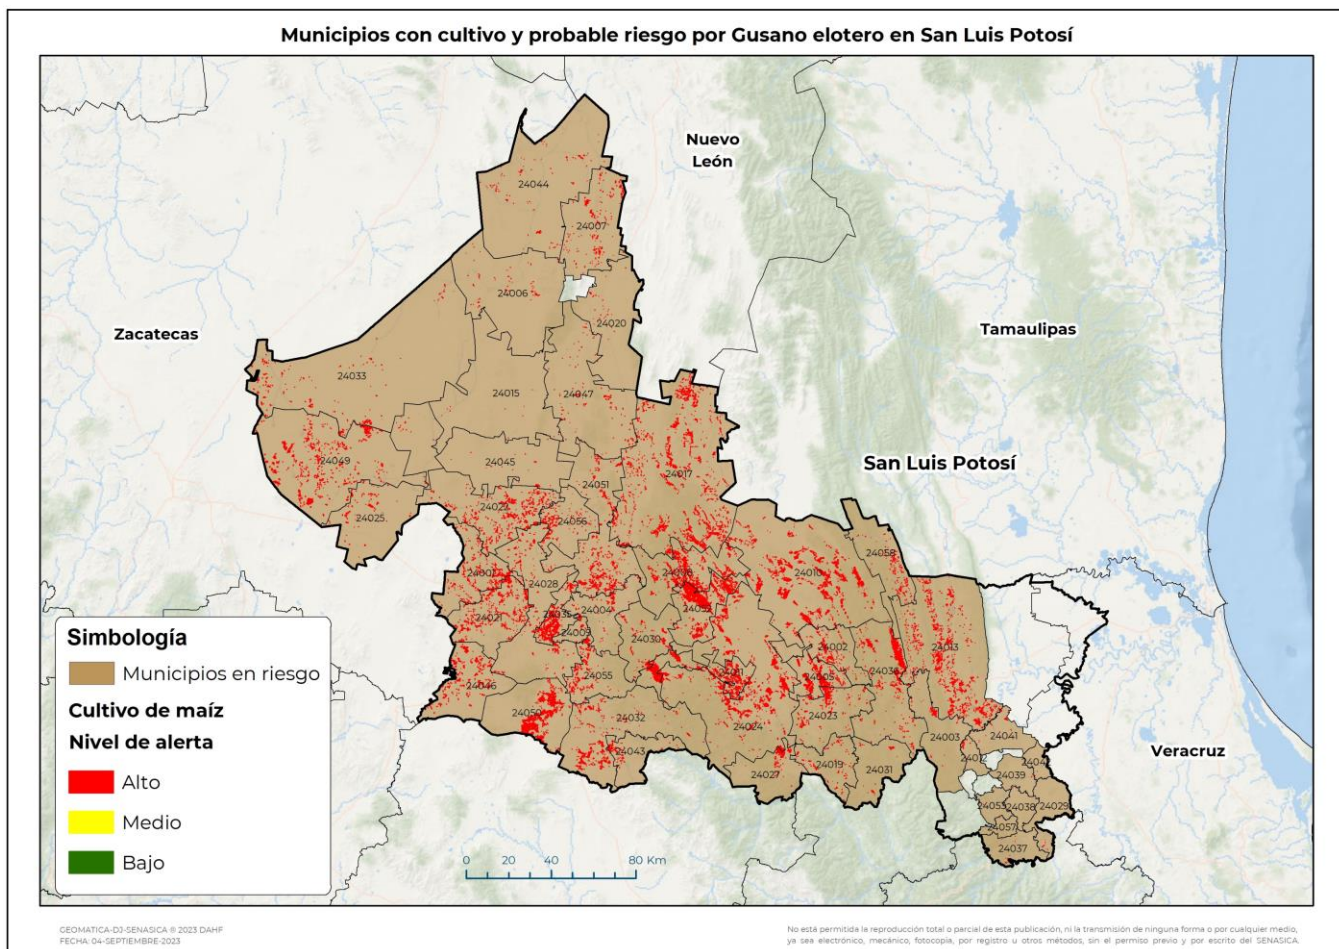 Municipios con cultivo y probable riesgo por Gusano elotero en San Luis Potosí
Nuevo
León
24044
24007
24006
24020
Zacatecas
Tamaulipas
24033
24015
24047
San Luis Potosí
24049
24045
24017
24051
24022
24025
24056
24058
24010
24028
24004
24021
24035
24009
24030
24002
24013
24005
24055
24046
24050
24032
24023
24024
24003
24041
Veracruz
24043
24019
24031
24012
24027
24039
24053
24038
24029
24057
24037
Simbología
Municipios en riesgo
Cultivo de maíz
Nivel de alerta
Alto
Medio
Bajo
0 20 40 80 Km
GEOMATICA-DJ-SENASICA © 2023 DAHF
FECHA: 04-SEPTIEMBRE-2023
No está permitida la reproducción total o parcial de esta publicación, ni la transmisión de ninguna forma o por cualquier medio,
ya sea electrónico, mecánico, fotocopia, por registro u otros métodos, sin el permiso previo y por escrito del SENASICA